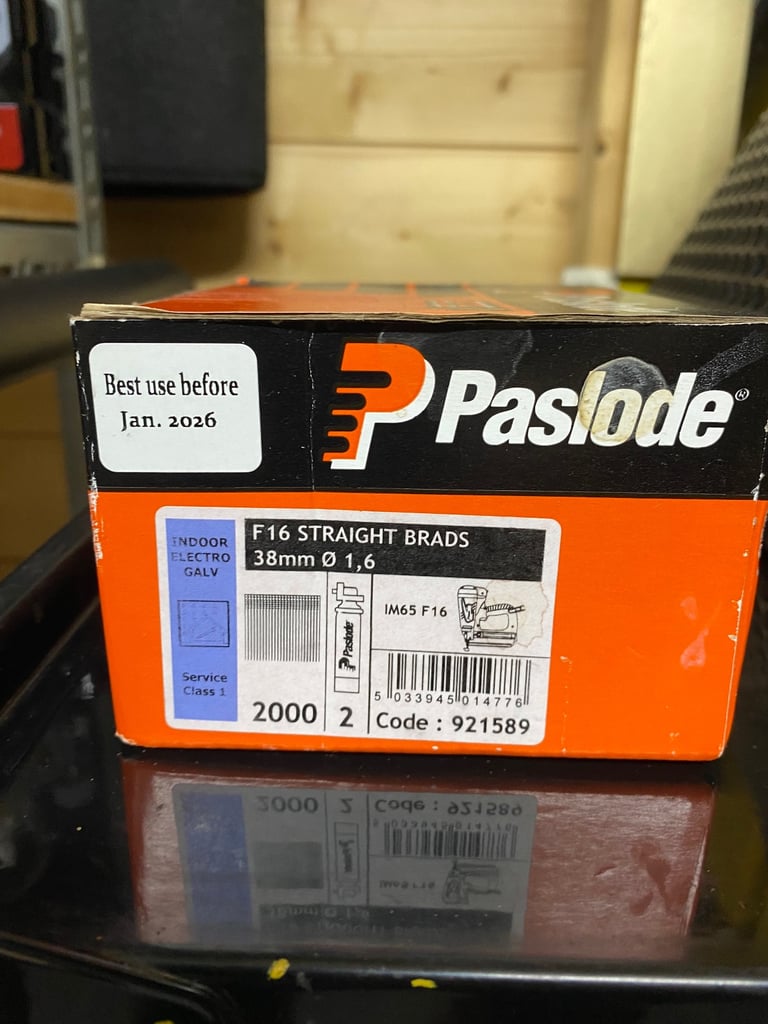 Best use before
Jan. 2026
Paslode®
INDOOR
ELECTRO
GALV
Service
Class 1
F16 STRAIGHT BRADS
38mm Ø 1,6
2000
Paslode
2
IM65 F16
5 033945 014776
Code : 921589